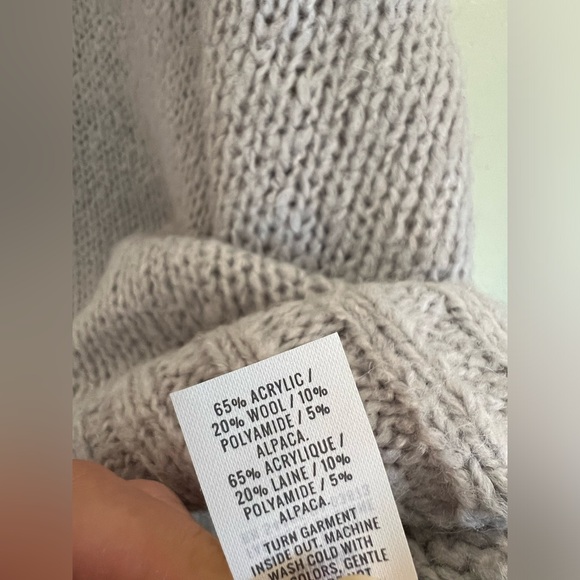 65% ACRYLIC /
20% WOOL / 10%
POLYAMIDE / 5%
ALPACA.
65% ACRYLIQUE /
20% LAINE / 10%
POLYAMIDE / 5%
ALPACA.
TURN GARMENT
INSIDE OUT. MACHINE
WASH COLD WITH
COLORS, GENTLE
NOT